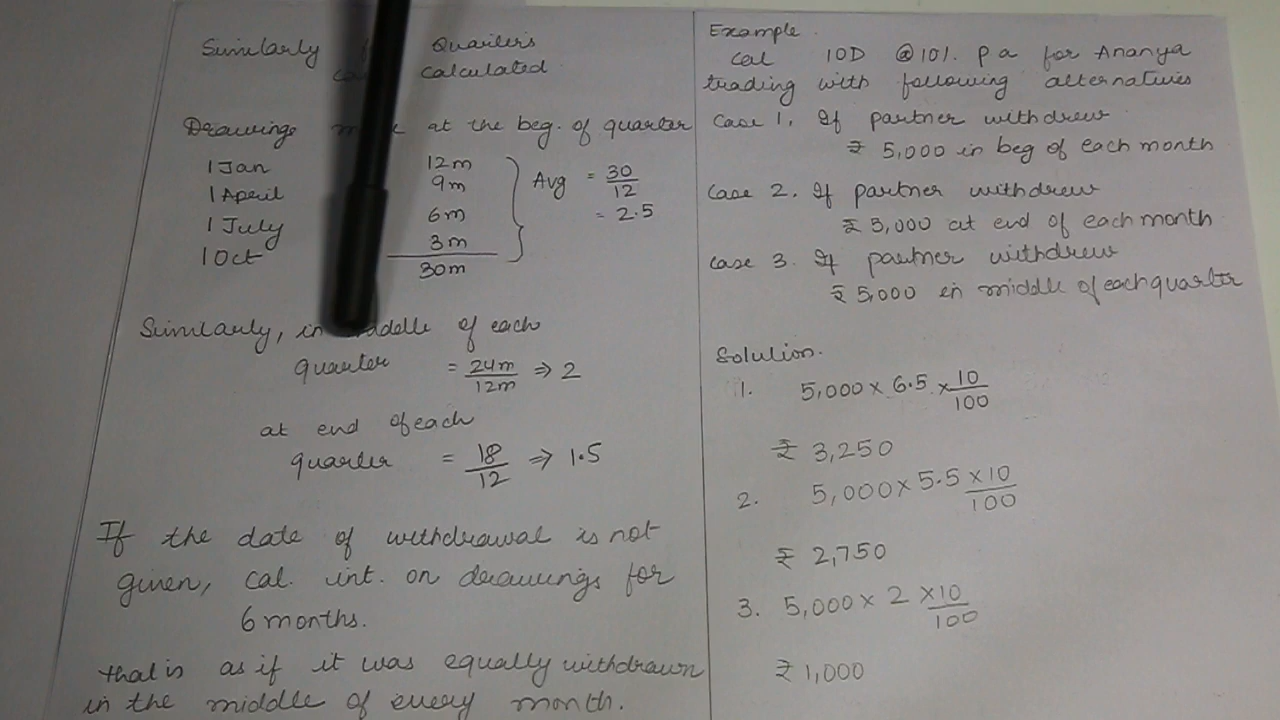 Similarly Quarters
calculated
Drawings at the beg. of quarter
1 Jan 12m
1 April 9m
1 July 6m
1 Oct 3m
30m
Avg = 30/12
= 2.5
Similarly, in middle of each
quarter = 24m/12m ⇒ 2
at end of each
quarter = 18/12 ⇒ 1.5
If the date of withdrawal is not
given, cal. int. on drawings for
6 months.
that is as if it was equally withdrawn
in the middle of every month.
Example
Cal IOD @10%. p a for Ananya
trading with following alternatives
Case 1. If partner withdrew
₹ 5,000 in beg of each month
Case 2. If partner withdrew
₹ 5,000 at end of each month
Case 3. If partner withdrew
₹ 5,000 in middle of each quarter
Solution.
1. 5,000 × 6.5 × 10/100
₹ 3,250
2. 5,000 × 5.5 × 10/100
₹ 2,750
3. 5,000 × 2 × 10/100
₹ 1,000